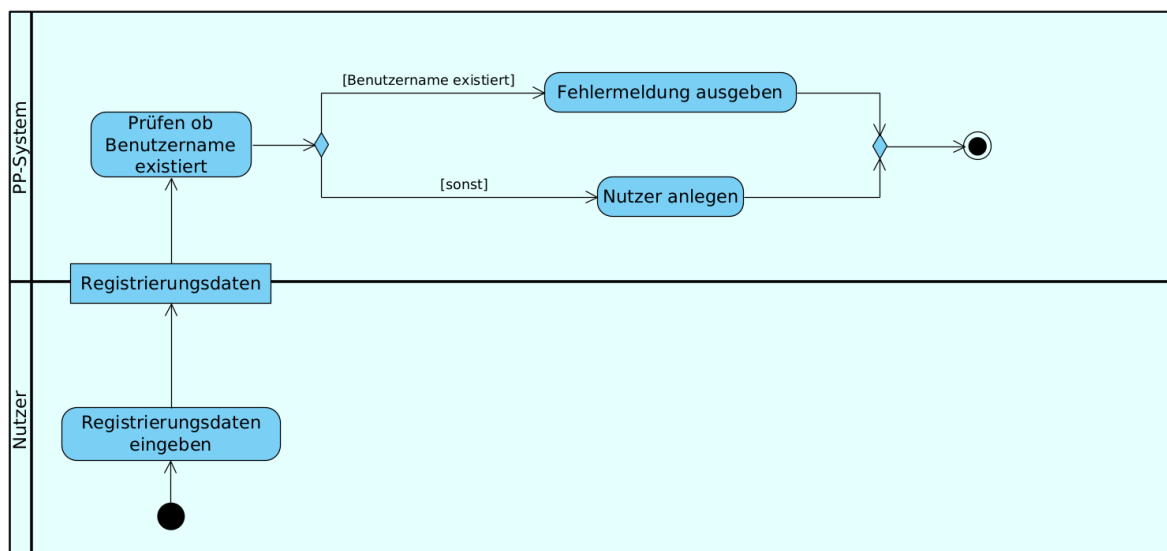 PP-System
Prüfen ob
Benutzername
existiert
[Benutzername existiert]
Fehlermeldung ausgeben
[sonst]
Nutzer anlegen
Registrierungsdaten
Nutzer
Registrierungsdaten
eingeben